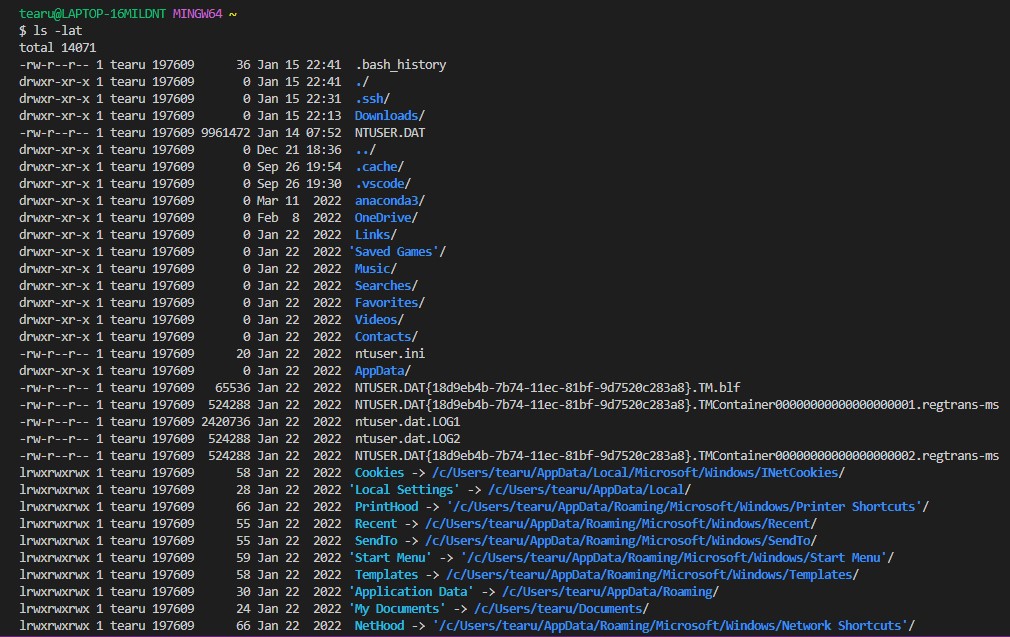 tearu@LAPTOP-16MILDNT MINGW64 ~
$ ls -lat
total 14071
-rw-r--r-- 1 tearu 197609      36 Jan 15 22:41  .bash_history
drwxr-xr-x 1 tearu 197609       0 Jan 15 22:41  ./
drwxr-xr-x 1 tearu 197609       0 Jan 15 22:31  .ssh/
drwxr-xr-x 1 tearu 197609       0 Jan 15 22:13  Downloads/
-rw-r--r-- 1 tearu 197609 9961472 Jan 14 07:52  NTUSER.DAT
drwxr-xr-x 1 tearu 197609       0 Dec 21 18:36  ../
drwxr-xr-x 1 tearu 197609       0 Sep 26 19:54  .cache/
drwxr-xr-x 1 tearu 197609       0 Sep 26 19:30  .vscode/
drwxr-xr-x 1 tearu 197609       0 Mar 11  2022  anaconda3/
drwxr-xr-x 1 tearu 197609       0 Feb  8  2022  OneDrive/
drwxr-xr-x 1 tearu 197609       0 Jan 22  2022  Links/
drwxr-xr-x 1 tearu 197609       0 Jan 22  2022 'Saved Games'/
drwxr-xr-x 1 tearu 197609       0 Jan 22  2022  Music/
drwxr-xr-x 1 tearu 197609       0 Jan 22  2022  Searches/
drwxr-xr-x 1 tearu 197609       0 Jan 22  2022  Favorites/
drwxr-xr-x 1 tearu 197609       0 Jan 22  2022  Videos/
drwxr-xr-x 1 tearu 197609       0 Jan 22  2022  Contacts/
-rw-r--r-- 1 tearu 197609      20 Jan 22  2022  ntuser.ini
drwxr-xr-x 1 tearu 197609       0 Jan 22  2022  AppData/
-rw-r--r-- 1 tearu 197609   65536 Jan 22  2022  NTUSER.DAT{18d9eb4b-7b74-11ec-81bf-9d7520c283a8}.TM.blf
-rw-r--r-- 1 tearu 197609  524288 Jan 22  2022  NTUSER.DAT{18d9eb4b-7b74-11ec-81bf-9d7520c283a8}.TMContainer00000000000000000001.regtrans-ms
-rw-r--r-- 1 tearu 197609 2420736 Jan 22  2022  ntuser.dat.LOG1
-rw-r--r-- 1 tearu 197609  524288 Jan 22  2022  ntuser.dat.LOG2
-rw-r--r-- 1 tearu 197609  524288 Jan 22  2022  NTUSER.DAT{18d9eb4b-7b74-11ec-81bf-9d7520c283a8}.TMContainer00000000000000000002.regtrans-ms
lrwxrwxrwx 1 tearu 197609      58 Jan 22  2022  Cookies -> /c/Users/tearu/AppData/Local/Microsoft/Windows/INetCookies/
lrwxrwxrwx 1 tearu 197609      28 Jan 22  2022 'Local Settings' -> /c/Users/tearu/AppData/Local/
lrwxrwxrwx 1 tearu 197609      66 Jan 22  2022  PrintHood -> '/c/Users/tearu/AppData/Roaming/Microsoft/Windows/Printer Shortcuts'/
lrwxrwxrwx 1 tearu 197609      55 Jan 22  2022  Recent -> /c/Users/tearu/AppData/Roaming/Microsoft/Windows/Recent/
lrwxrwxrwx 1 tearu 197609      55 Jan 22  2022  SendTo -> /c/Users/tearu/AppData/Roaming/Microsoft/Windows/SendTo/
lrwxrwxrwx 1 tearu 197609      59 Jan 22  2022 'Start Menu' -> '/c/Users/tearu/AppData/Roaming/Microsoft/Windows/Start Menu'/
lrwxrwxrwx 1 tearu 197609      58 Jan 22  2022  Templates -> /c/Users/tearu/AppData/Roaming/Microsoft/Windows/Templates/
lrwxrwxrwx 1 tearu 197609      30 Jan 22  2022 'Application Data' -> /c/Users/tearu/AppData/Roaming/
lrwxrwxrwx 1 tearu 197609      24 Jan 22  2022 'My Documents' -> /c/Users/tearu/Documents/
lrwxrwxrwx 1 tearu 197609      66 Jan 22  2022  NetHood -> '/c/Users/tearu/AppData/Roaming/Microsoft/Windows/Network Shortcuts'/